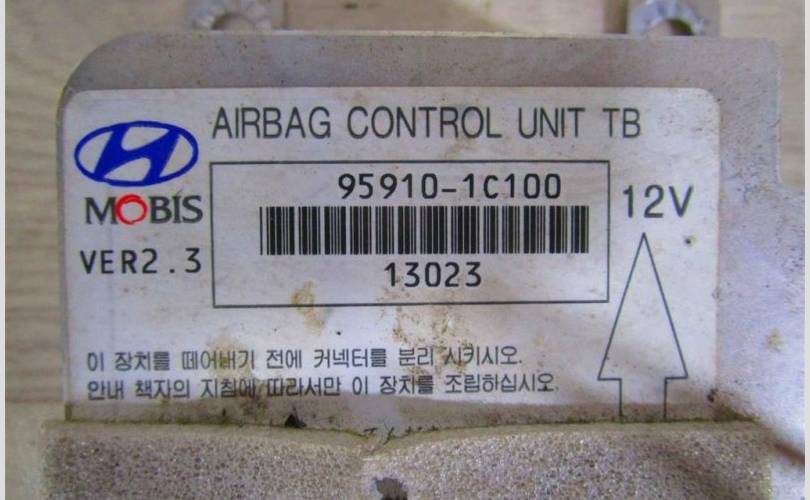 AIRBAG CONTROL UNIT TB
MOBIS
VER2.3
95910-1C100
13023
12V
이 장치를 떼어내기 전에 커넥터를 분리 시키시오.
안내 책자의 지침에 따라서만 이 장치를 조립하십시오.